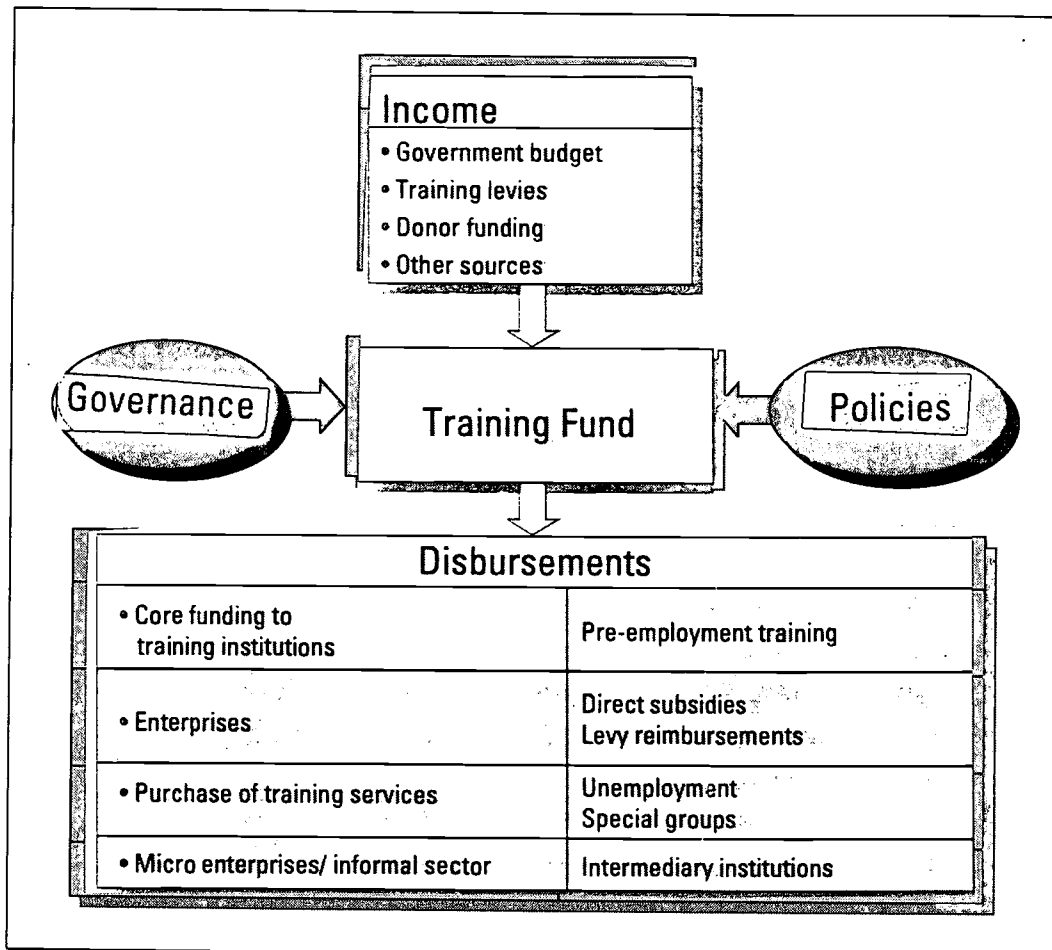 Income
• Government budget
• Training levies
• Donor funding
• Other sources
Governance
Training Fund
Policies
Disbursements
• Core funding to
training institutions
Pre-employment training
• Enterprises
Direct subsidies
Levy reimbursements
• Purchase of training services
Unemployment
Special groups
• Micro enterprises/ informal sector
Intermediary institutions